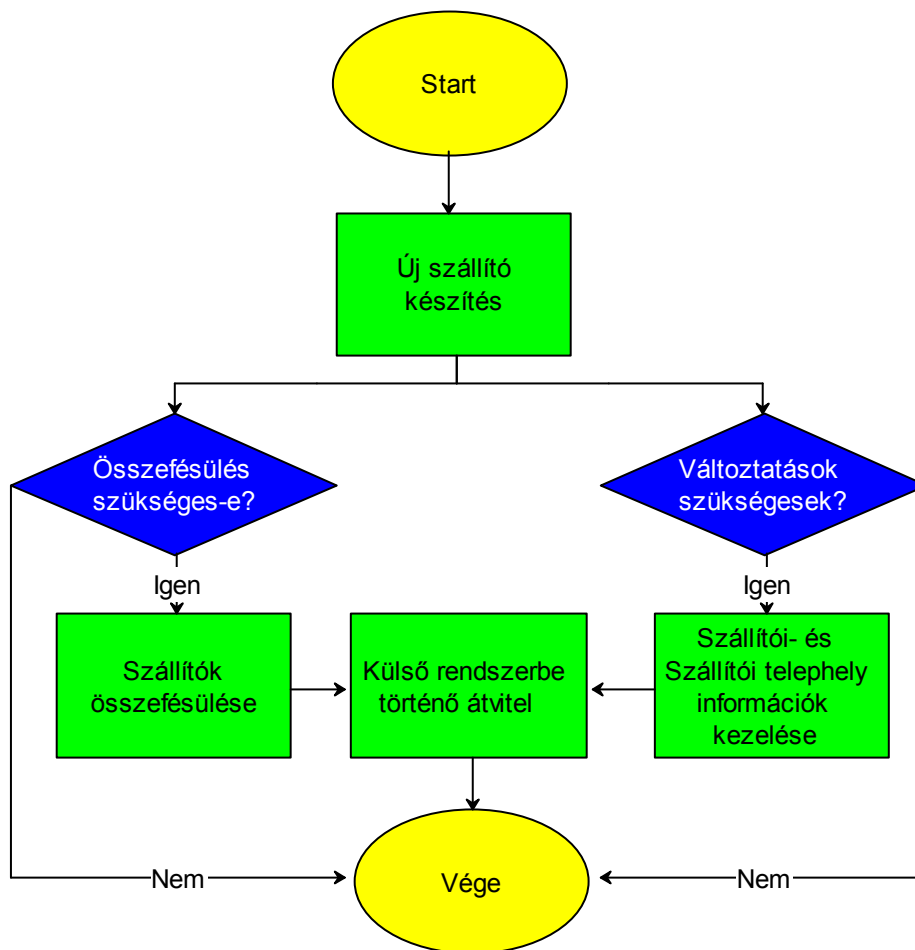 Start
Új szállító
készítés
Összefésülés
szükséges-e?
Változtatások
szükségesek?
Igen
Igen
Szállítók
összefésülése
Külső rendszerbe
történő átvitel
Szállítói- és
Szállítói telephely
információk
kezelése
Nem
Vége
Nem